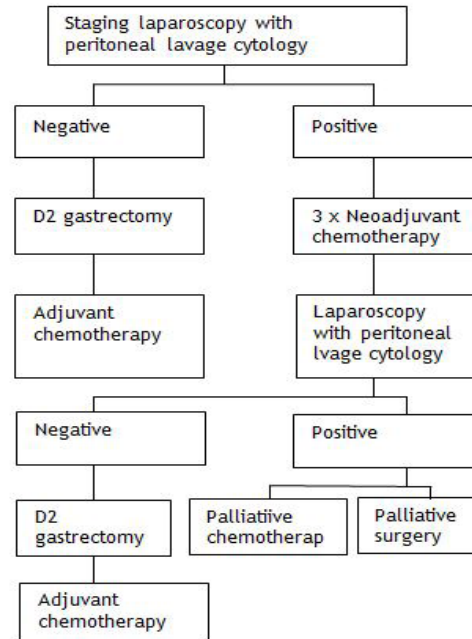 Staging laparoscopy with
peritoneal lavage cytology
Negative
Positive
D2 gastrectomy
3 x Neoadjuvant
chemotherapy
Adjuvant
chemotherapy
Laparoscopy
with peritoneal
lvage cytology
Negative
Positive
D2
gastrectomy
Palliatiive
chemotherap
Palliative
surgery
Adjuvant
chemotherapy